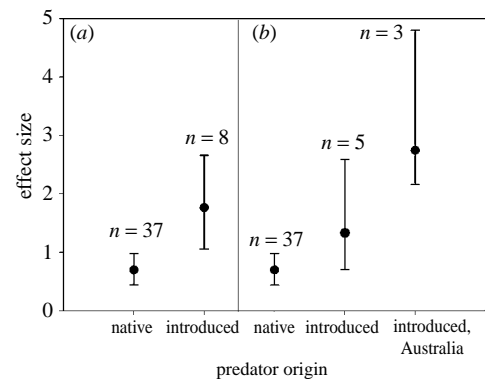 5
4
3
2
1
0
effect size
(a)
n = 37
n = 8
native
introduced
(b)
n = 37
n = 5
n = 3
native
introduced
introduced,
Australia
predator origin